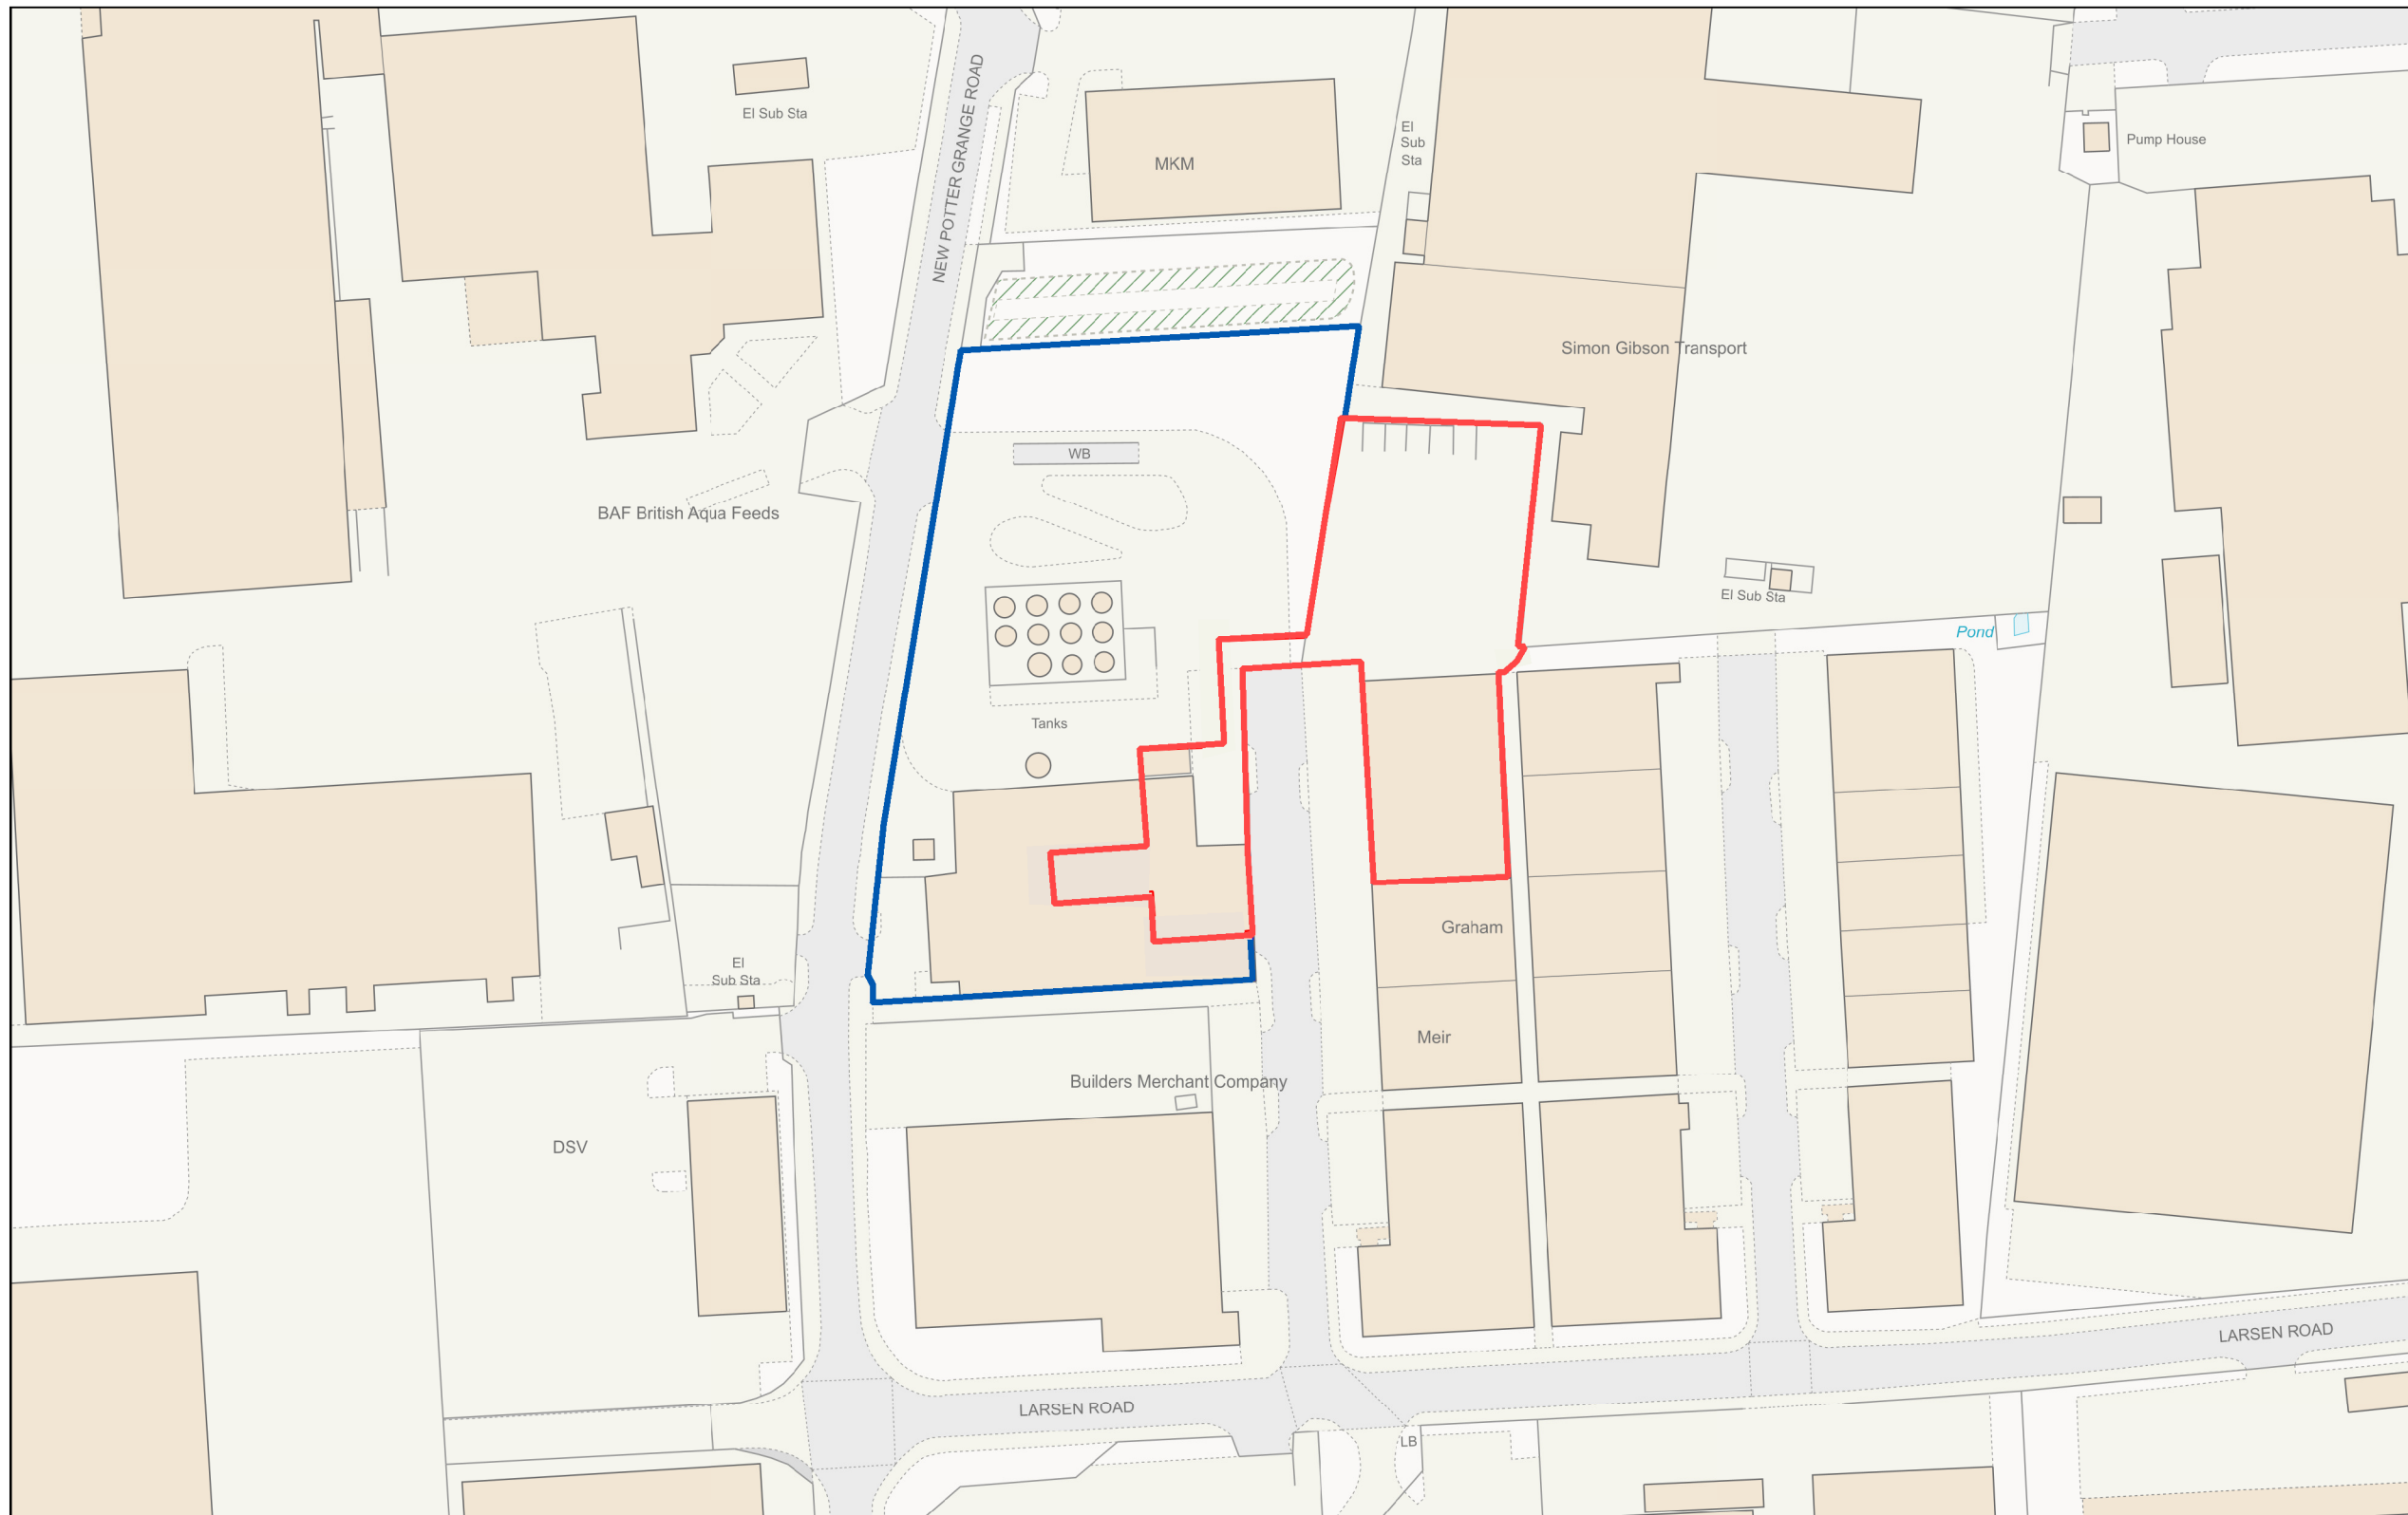 El Sub Sta
NEW POTTER GRANGE ROAD
MKM
El
Sub
Sta
Pump House
Simon Gibson Transport
WB
BAF British Aqua Feeds
El Sub Sta
Pond
Tanks
Graham
El
Sub Sta
Meir
Builders Merchant Company
DSV
LARSEN ROAD
LARSEN ROAD
LB